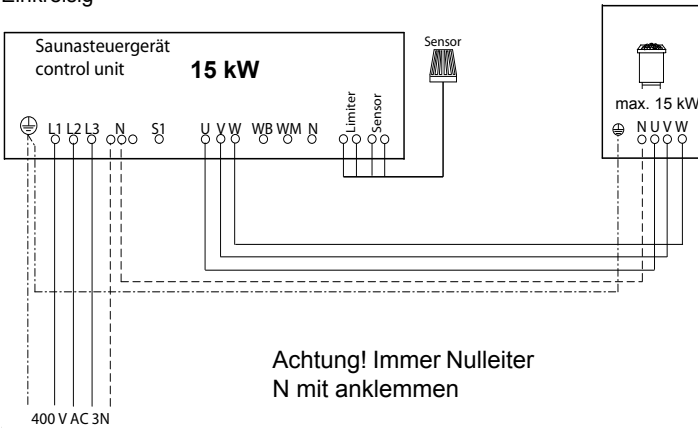 Einkreisig
Saunasteuergerät
control unit
15 kW
Sensor
max. 15 kW
L1 L2 L3 N S1 U V W WB WM N
Limiter
Sensor
N U V W
Achtung! Immer Nulleiter
N mit anklemmen
400 V AC 3N